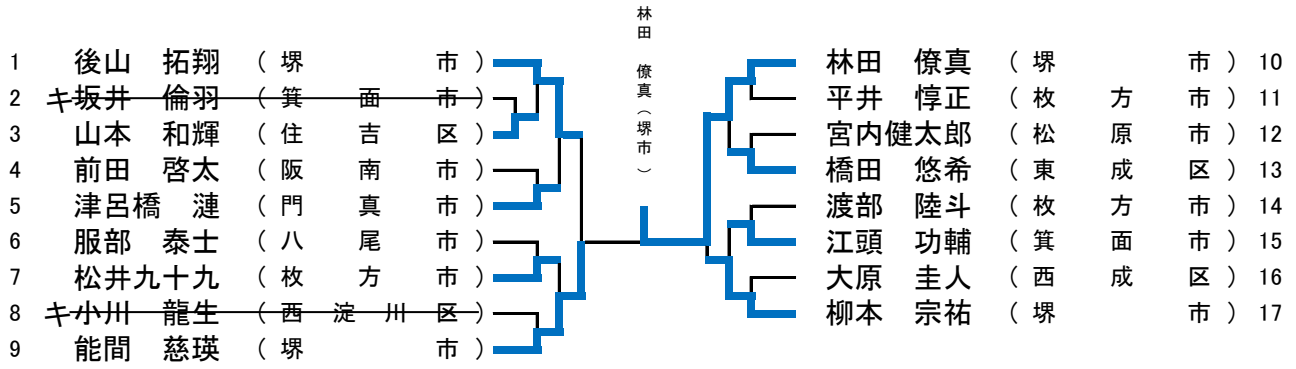 林田 僚真（堺市）
1 後山 拓翔 （堺 市）
2 キ 坂井 倫羽 （箕面市）
3 山本 和輝 （住吉区）
4 前田 啓太 （阪南市）
5 津呂橋 漣 （門真市）
6 服部 泰士 （八尾市）
7 松井九十九 （枚方市）
8 キ 小川 龍生 （西淀川区）
9 能間 慈瑛 （堺 市）
林田 僚真 （堺 市） 10
平井 惇正 （枚方市） 11
宮内健太郎 （松原市） 12
橋田 悠希 （東成区） 13
渡部 陸斗 （枚方市） 14
江頭 功輔 （箕面市） 15
大原 圭人 （西成区） 16
柳本 宗祐 （堺 市） 17